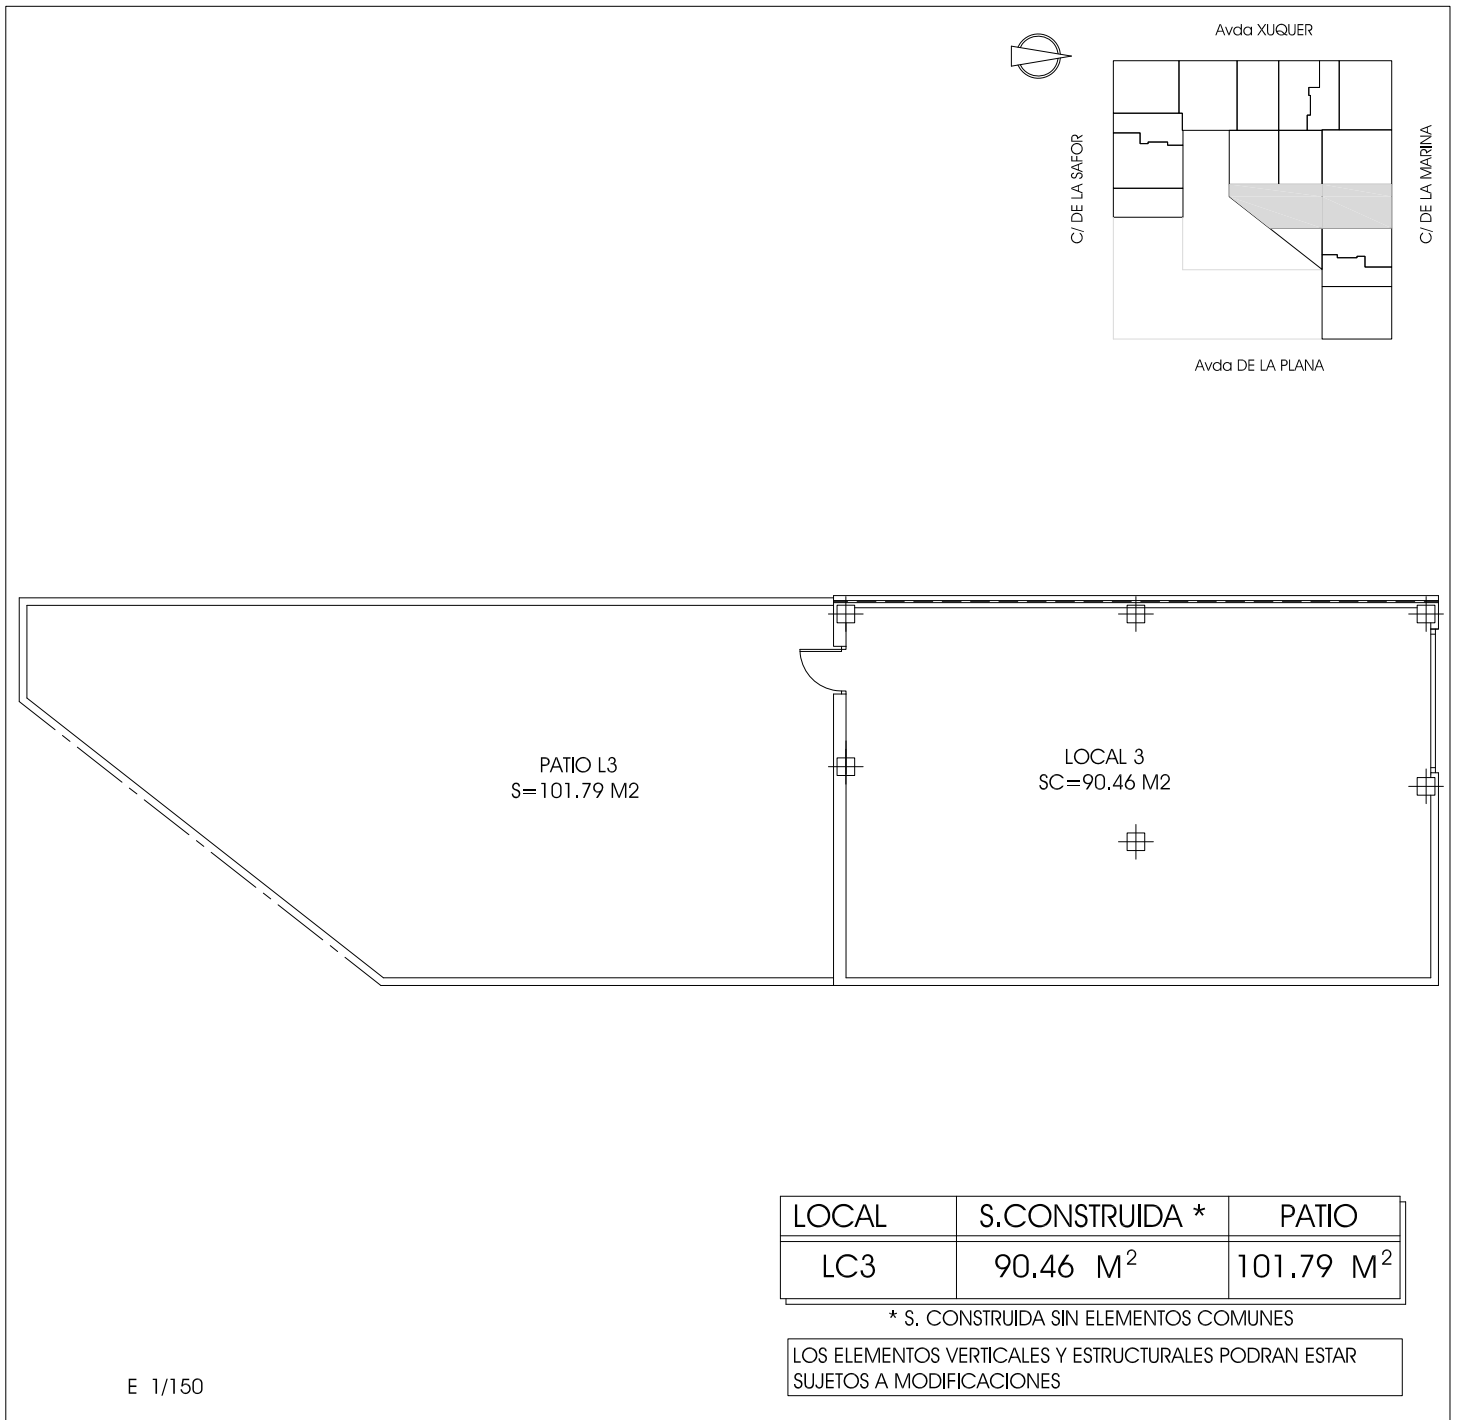 Avda XUQUER
C/ DE LA SAFOR
C/ DE LA MARINA
Avda DE LA PLANA
PATIO L3
S=101.79 M2
LOCAL 3
SC=90.46 M2
LOCAL S.CONSTRUIDA * PATIO
LC3 90.46 M² 101.79 M²
* S. CONSTRUIDA SIN ELEMENTOS COMUNES
LOS ELEMENTOS VERTICALES Y ESTRUCTURALES PODRAN ESTAR
SUJETOS A MODIFICACIONES
E 1/150